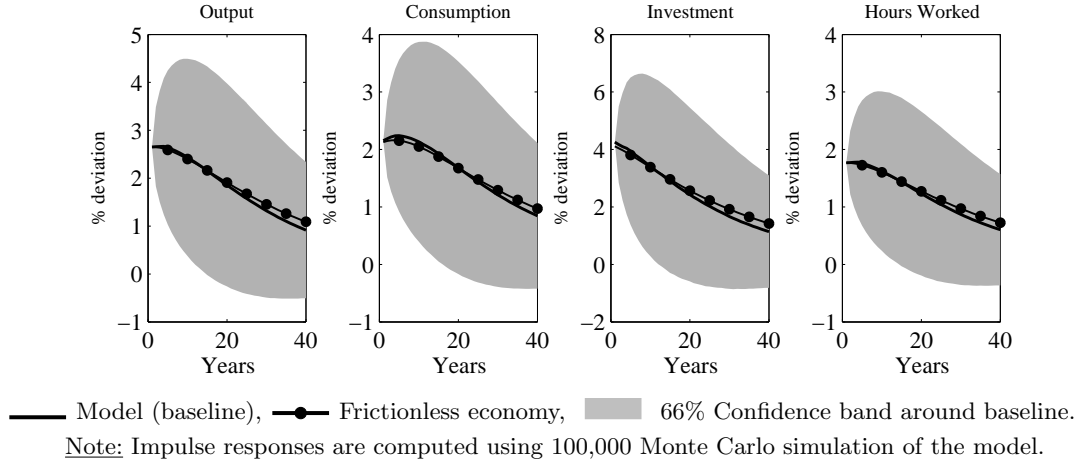 Output Consumption Investment Hours Worked
% deviation
5
4
3
2
1
0
−1
0 20 40
Years
% deviation
4
3
2
1
0
−1
0 20 40
Years
% deviation
8
6
4
2
0
−2
0 20 40
Years
% deviation
4
3
2
1
0
−1
0 20 40
Years
Model (baseline), Frictionless economy, 66% Confidence band around baseline.
Note: Impulse responses are computed using 100,000 Monte Carlo simulation of the model.